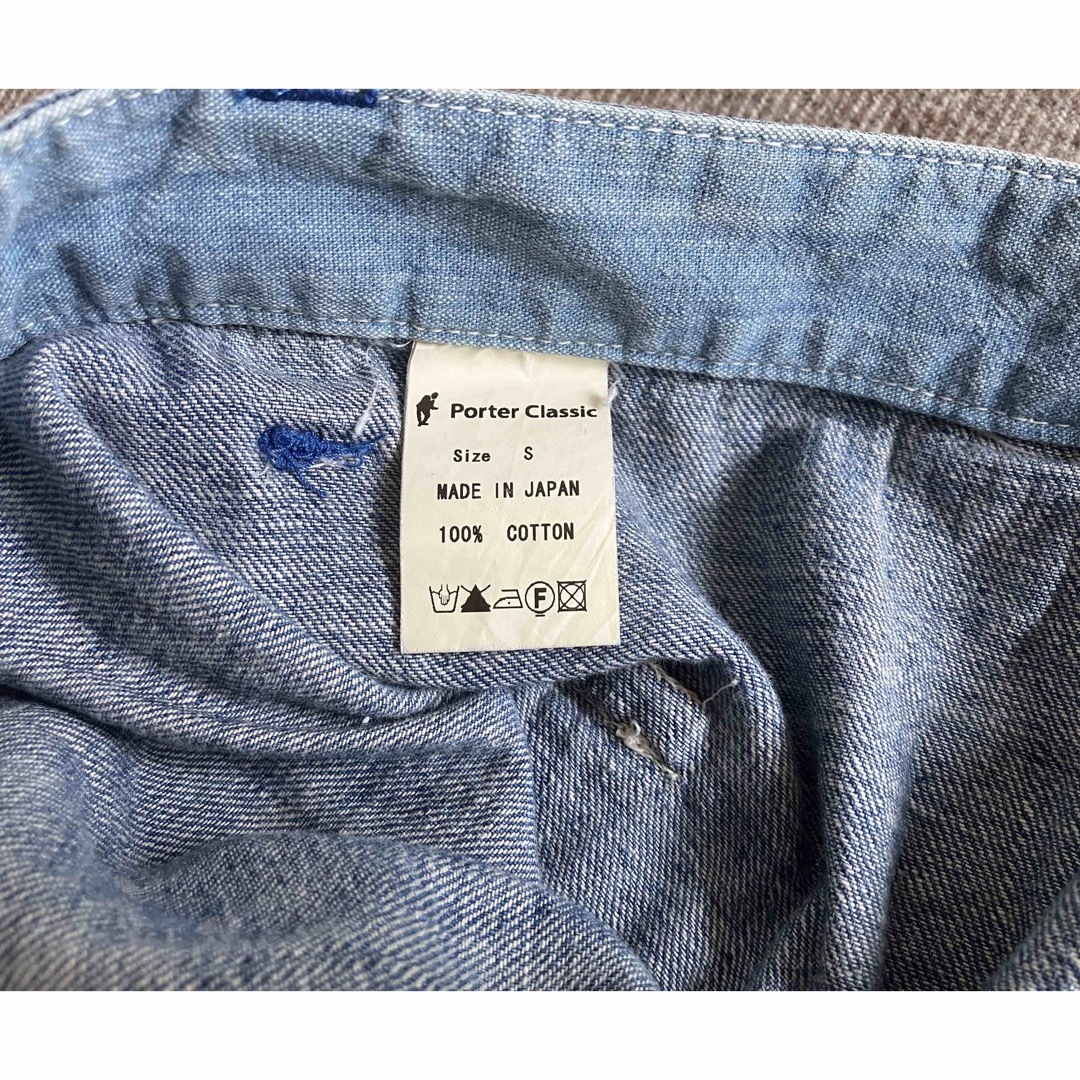 Porter Classic
Size S
MADE IN JAPAN
100% COTTON
F